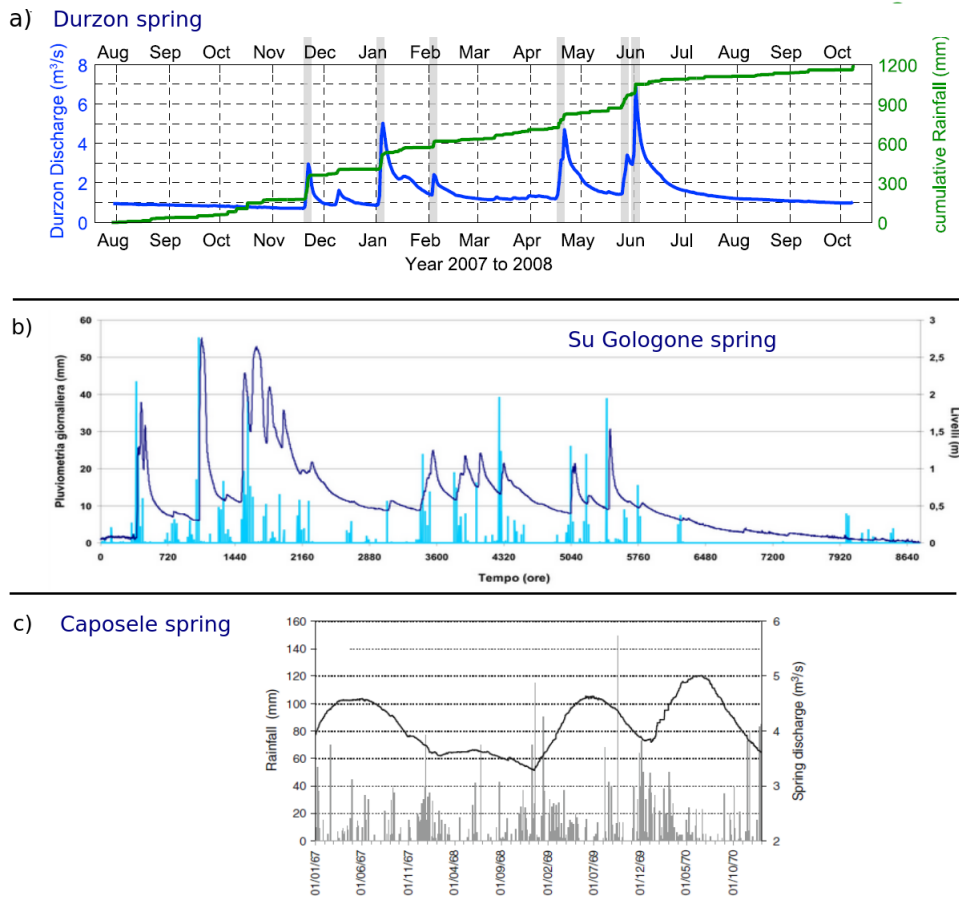 a) Durzon spring
Aug Sep Oct Nov Dec Jan Feb Mar Apr May Jun Jul Aug Sep Oct
Durzon Discharge (m³/s)
8
6
4
2
0
cumulative Rainfall (mm)
1200
900
600
300
0
Aug Sep Oct Nov Dec Jan Feb Mar Apr May Jun Jul Aug Sep Oct
Year 2007 to 2008
b) Su Gologone spring
Pluviometria giornaliera (mm)
60
50
40
30
20
10
0
Livelli (m)
3
2,5
2
1,5
1
0,5
0
0 720 1440 2160 2880 3600 4320 5040 5760 6480 7200 7920 8640
Tempo (ore)
c) Caposele spring
Rainfall (mm)
160
140
120
100
80
60
40
20
0
Spring discharge (m³/s)
6
5
4
3
2
01/01/67 01/06/67 01/11/67 01/04/68 01/09/68 01/02/69 01/07/69 01/12/69 01/05/70 01/10/70